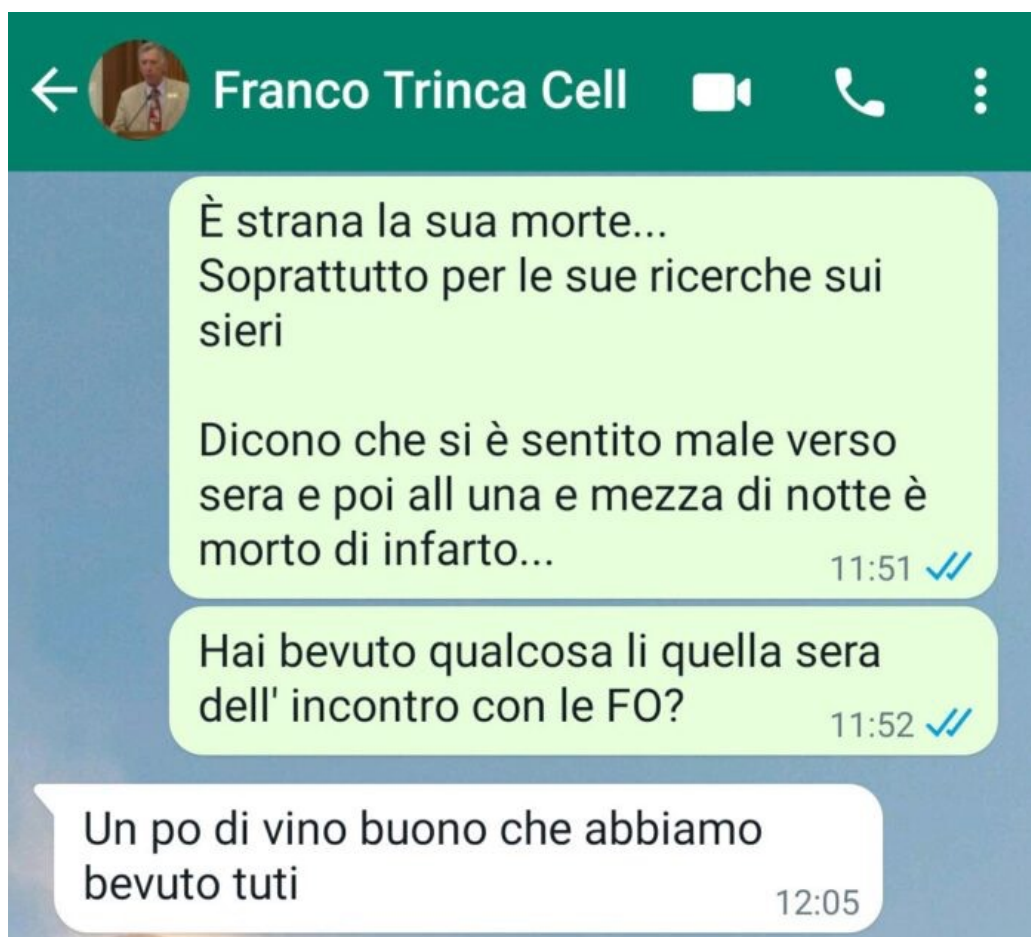 Franco Trinca Cell
È strana la sua morte...
Soprattutto per le sue ricerche sui
sieri
Dicono che si è sentito male verso
sera e poi all una e mezza di notte è
morto di infarto...
11:51
Hai bevuto qualcosa li quella sera
dell' incontro con le FO?
11:52
Un po di vino buono che abbiamo
bevuto tuti
12:05